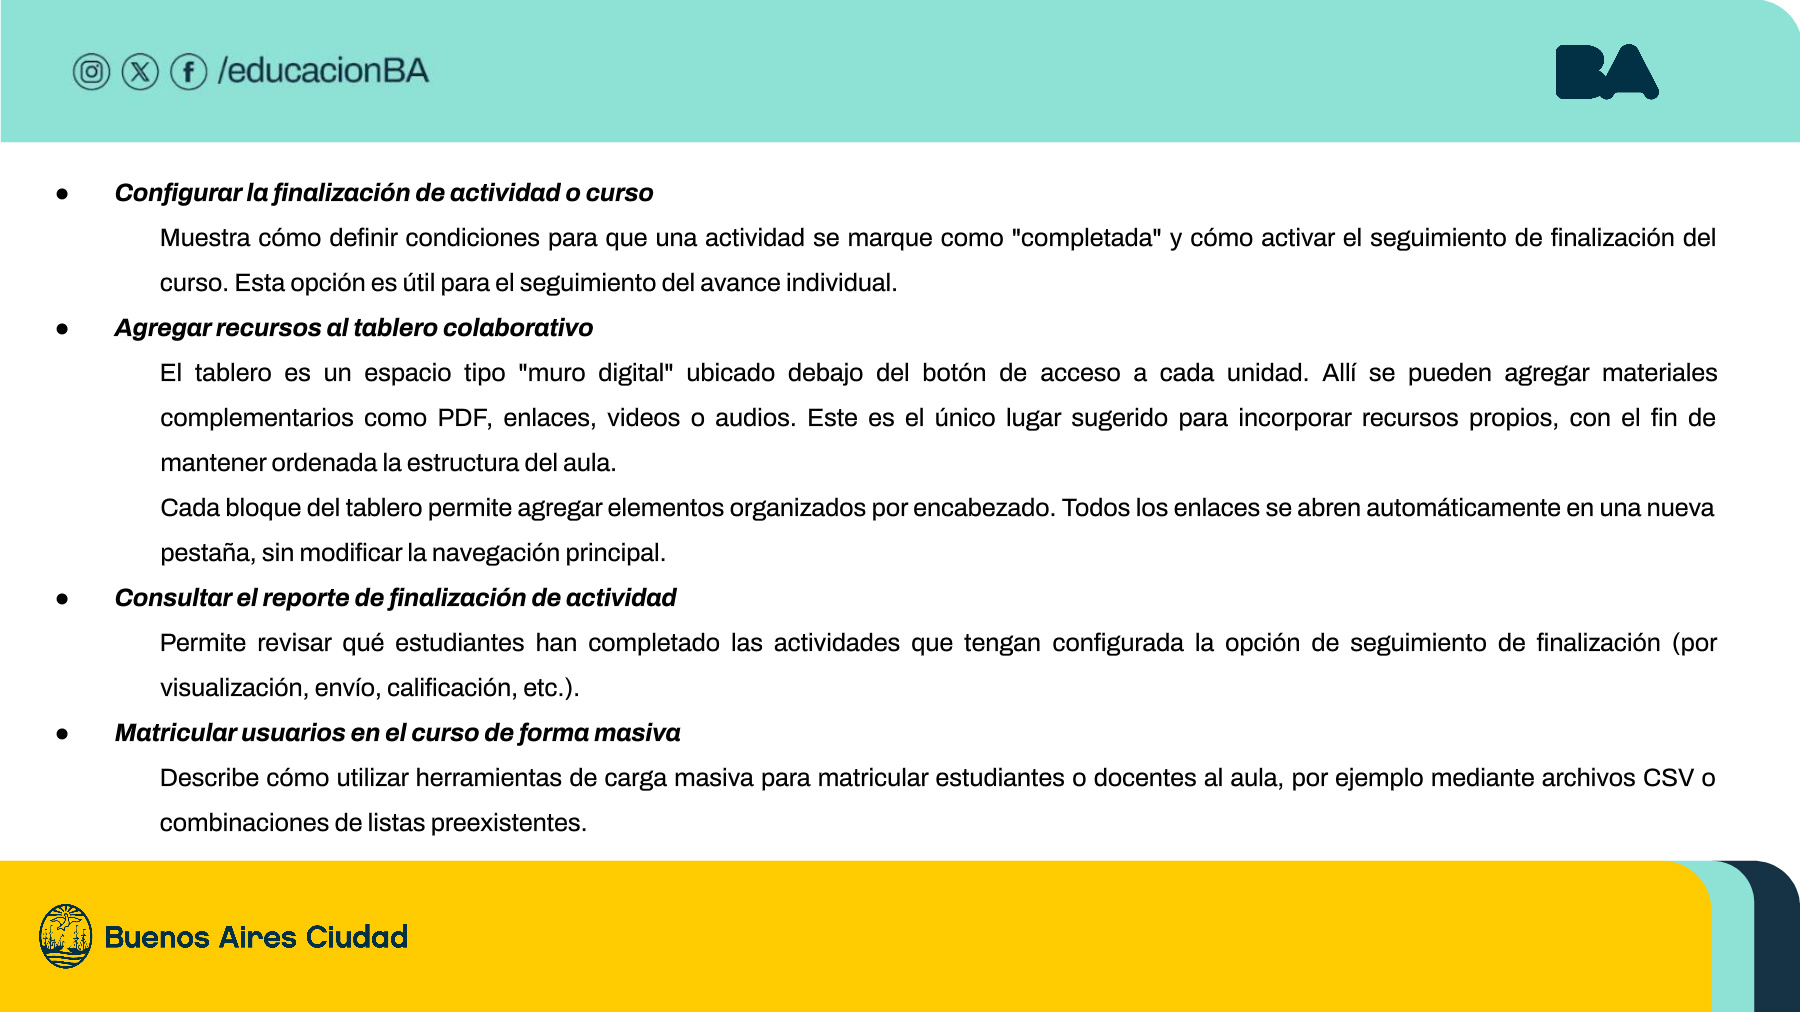 /educacionBA
BA
● Configurar la finalización de actividad o curso
Muestra cómo definir condiciones para que una actividad se marque como "completada" y cómo activar el seguimiento de finalización del
curso. Esta opción es útil para el seguimiento del avance individual.
● Agregar recursos al tablero colaborativo
El tablero es un espacio tipo "muro digital" ubicado debajo del botón de acceso a cada unidad. Allí se pueden agregar materiales
complementarios como PDF, enlaces, videos o audios. Este es el único lugar sugerido para incorporar recursos propios, con el fin de
mantener ordenada la estructura del aula.
Cada bloque del tablero permite agregar elementos organizados por encabezado. Todos los enlaces se abren automáticamente en una nueva
pestaña, sin modificar la navegación principal.
● Consultar el reporte de finalización de actividad
Permite revisar qué estudiantes han completado las actividades que tengan configurada la opción de seguimiento de finalización (por
visualización, envío, calificación, etc.).
● Matricular usuarios en el curso de forma masiva
Describe cómo utilizar herramientas de carga masiva para matricular estudiantes o docentes al aula, por ejemplo mediante archivos CSV o
combinaciones de listas preexistentes.
Buenos Aires Ciudad